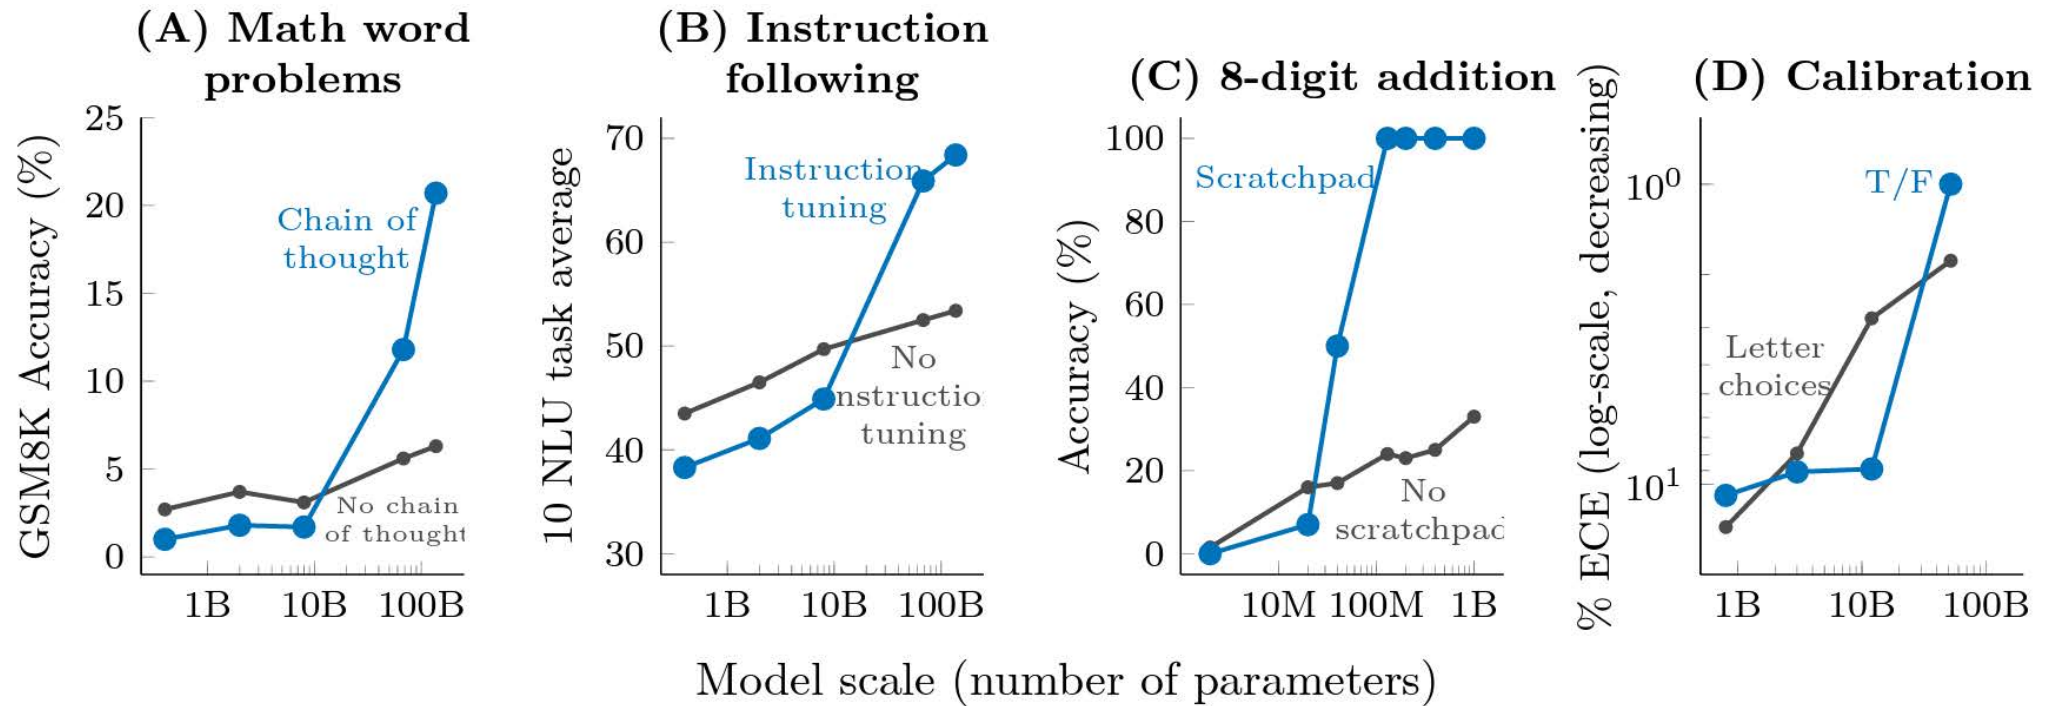 (A) Math word
problems
GSM8K Accuracy (%)
25
20
15
10
5
0
Chain of
thought
No chain
of thought
1B 10B 100B
(B) Instruction
following
10 NLU task average
70
60
50
40
30
Instruction
tuning
No
nstructio
tuning
1B 10B 100B
(C) 8-digit addition
Accuracy (%)
100
80
60
40
20
0
Scratchpad
No
scratchpad
10M 100M 1B
(D) Calibration
% ECE (log-scale, decreasing)
10⁰
10¹
T/F
Letter
choices
1B 10B 100B
Model scale (number of parameters)